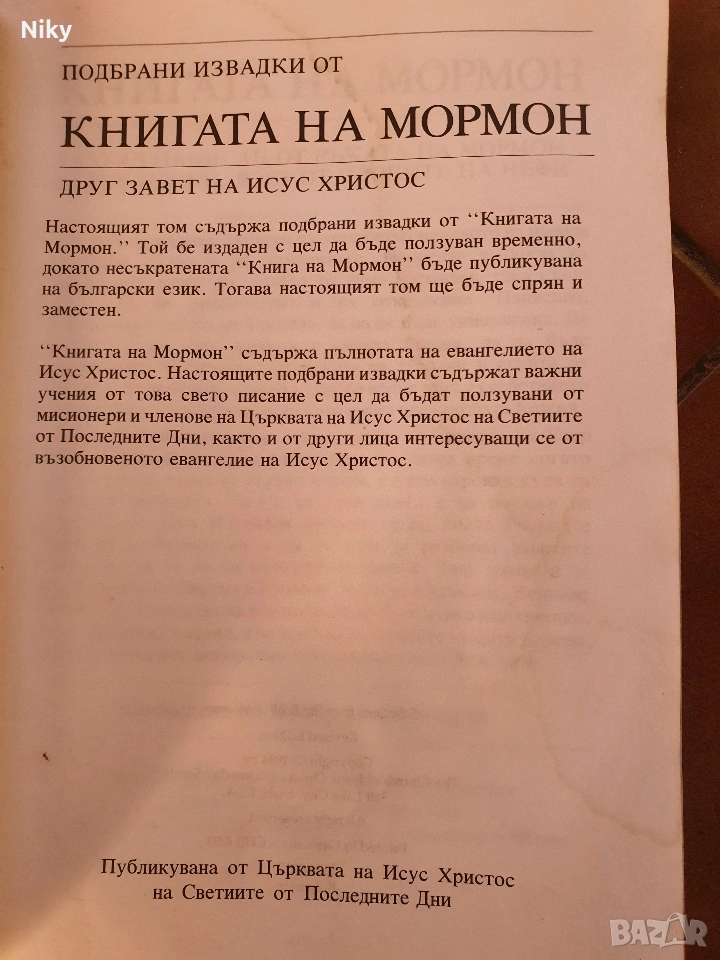 Niky
ПОДБРАНИ ИЗВАДКИ ОТ
КНИГАТА НА МОРМОН
ДРУГ ЗАВЕТ НА ИСУС ХРИСТОС
Настоящият том съдържа подбрани извадки от “Книгата на
Мормон.” Той бе издаден с цел да бъде ползуван временно,
докато несъкратената “Книга на Мормон” бъде публикувана
на български език. Тогава настоящият том ще бъде спрян и
заместен.
“Книгата на Мормон” съдържа пълнотата на евангелието на
Исус Христос. Настоящите подбрани извадки съдържат важни
учения от това свето писание с цел да бъдат ползувани от
мисионери и членове на Църквата на Исус Христос на Светиите
от Последните Дни, както и от други лица интересуващи се от
възобновеното евангелие на Исус Христос.
Публикувана от Църквата на Исус Христос
на Светиите от Последните Дни
BAZAR